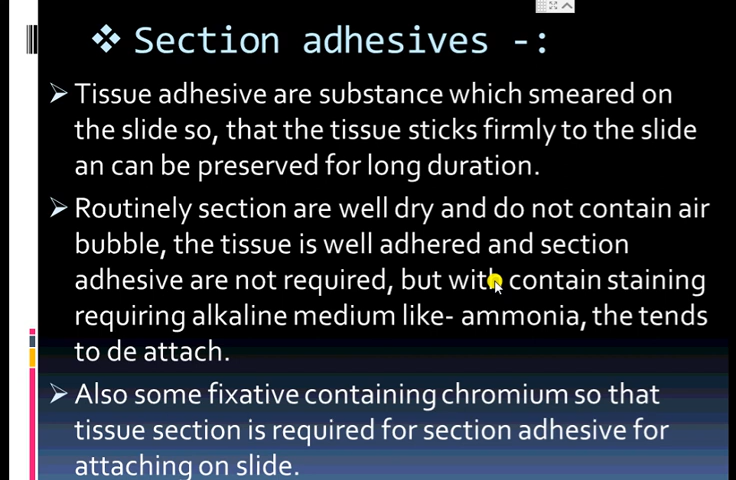 Section adhesives -:
Tissue adhesive are substance which smeared on
the slide so, that the tissue sticks firmly to the slide
an can be preserved for long duration.
Routinely section are well dry and do not contain air
bubble, the tissue is well adhered and section
adhesive are not required, but with contain staining
requiring alkaline medium like- ammonia, the tends
to de attach.
Also some fixative containing chromium so that
tissue section is required for section adhesive for
attaching on slide.